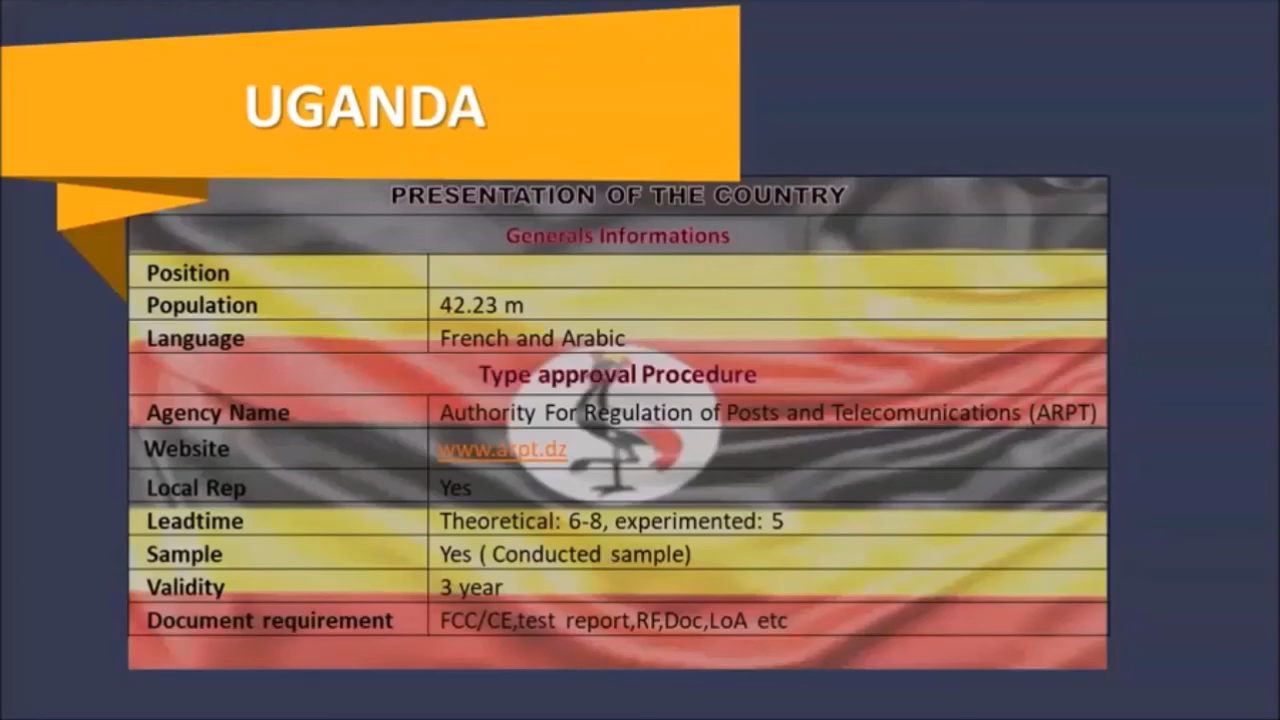 UGANDA
PRESENTATION OF THE COUNTRY
Generals Informations
Position
Population 42.23 m
Language French and Arabic
Type approval Procedure
Agency Name Authority For Regulation of Posts and Telecomunications (ARPT)
Website www.arpt.dz
Local Rep Yes
Leadtime Theoretical: 6-8, experimented: 5
Sample Yes ( Conducted sample)
Validity 3 year
Document requirement FCC/CE,test report,RF,Doc,LoA etc